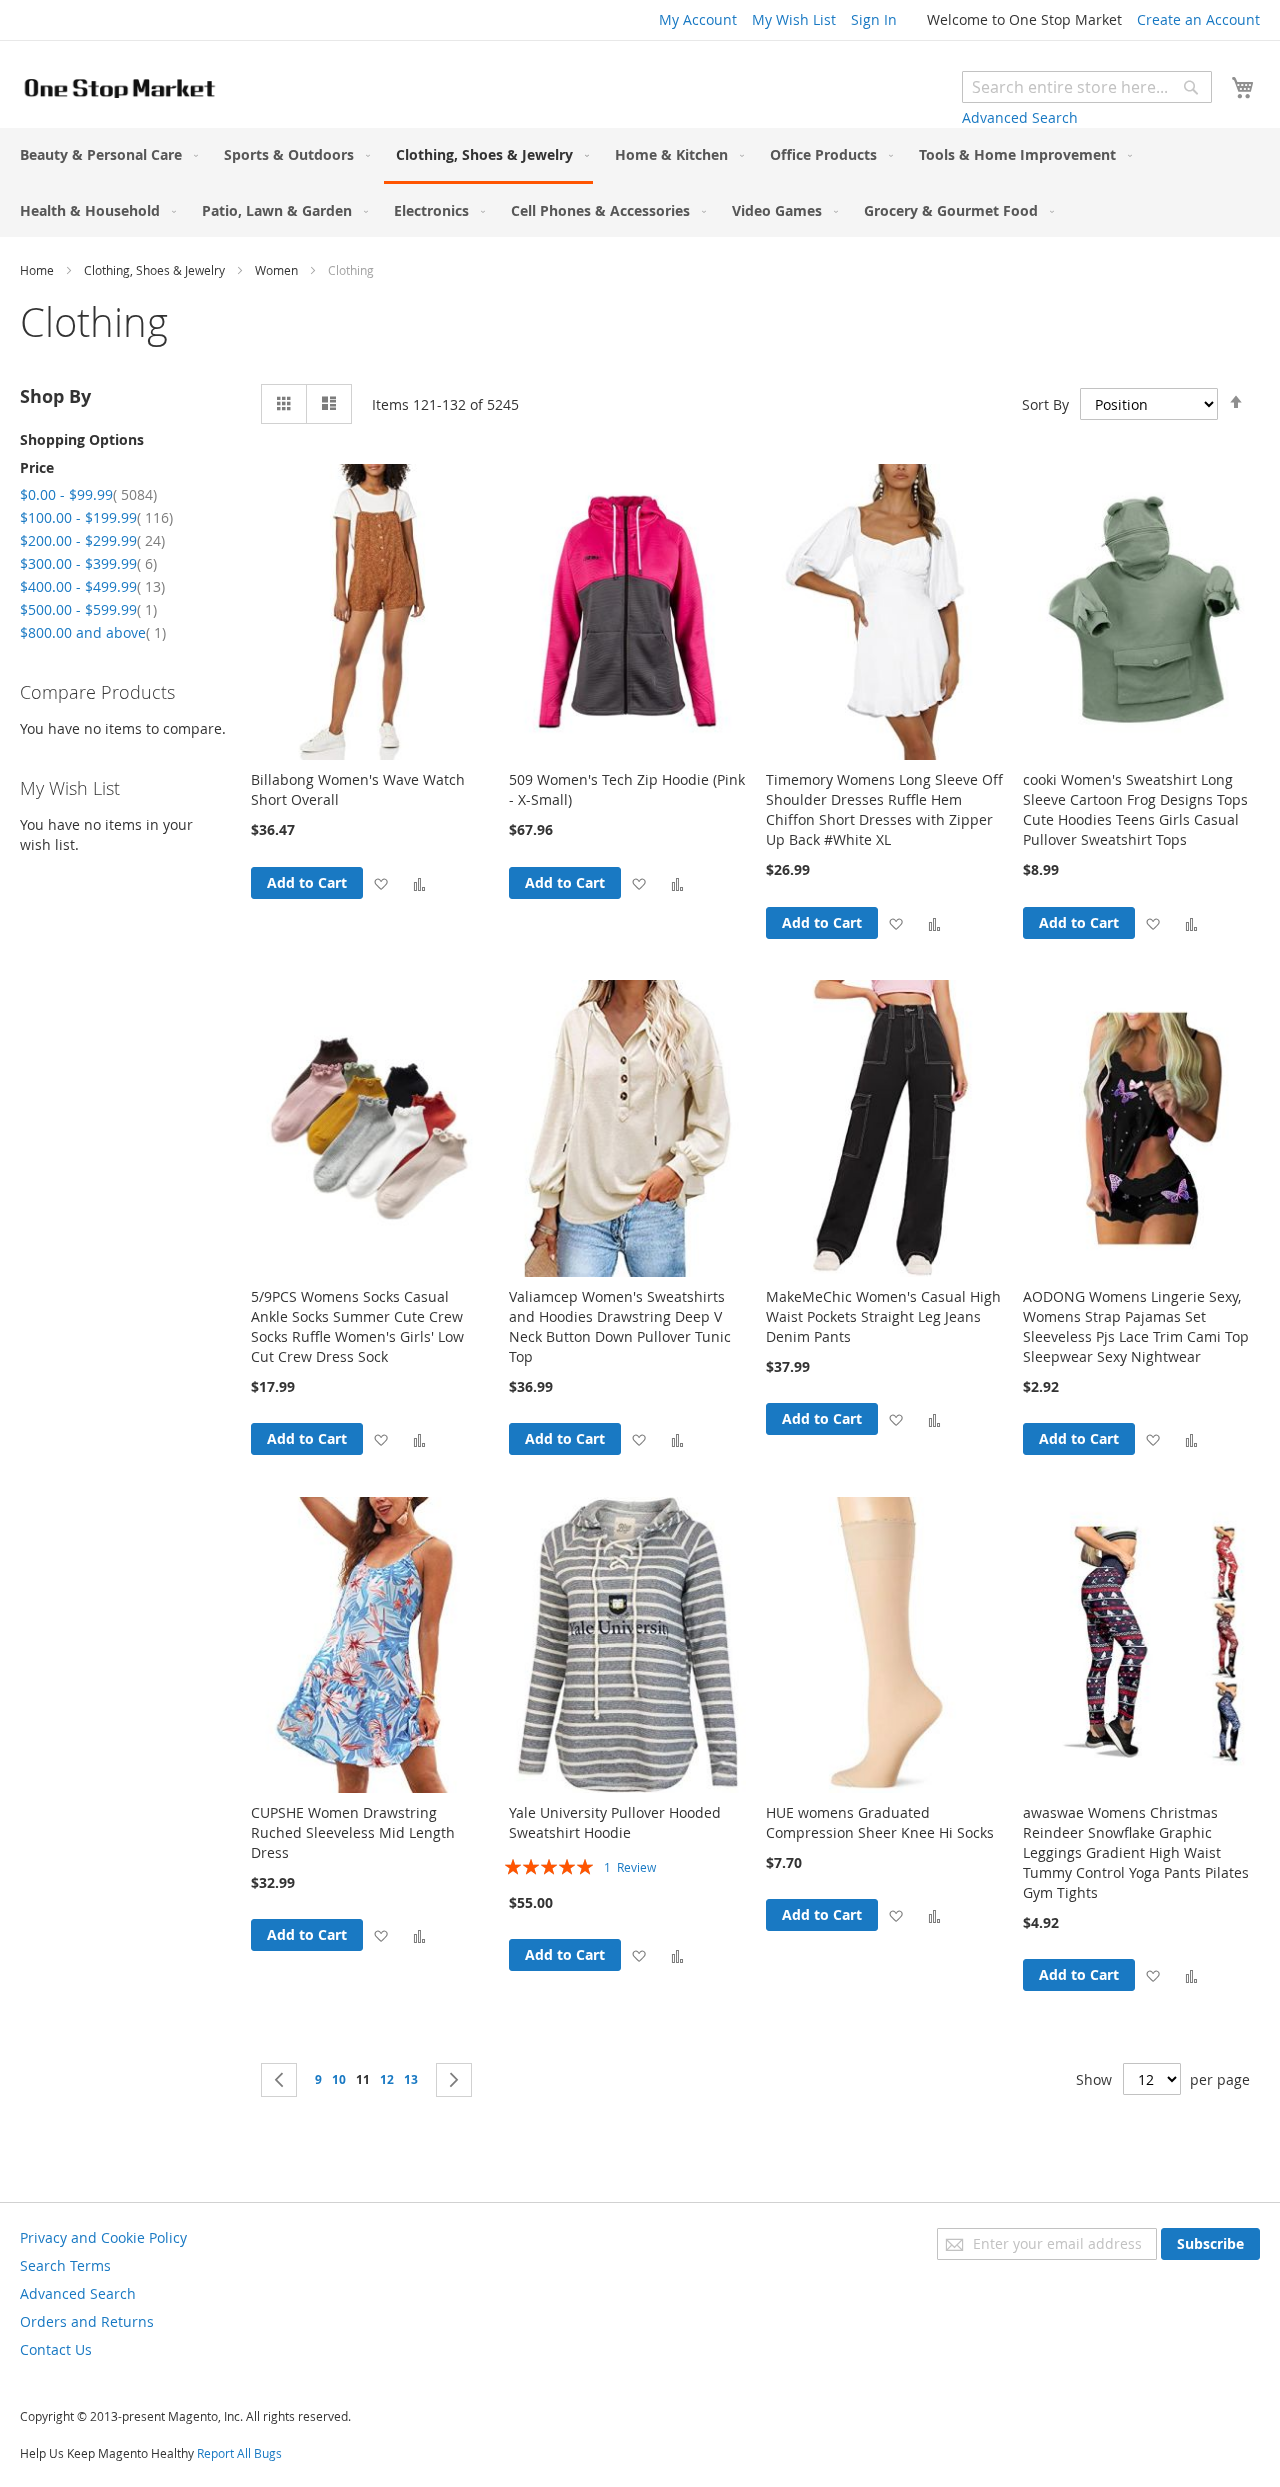 My Account My Wish List Sign In Welcome to One Stop Market Create an Account
One Stop Market
Search entire store here...
Advanced Search
Beauty & Personal Care Sports & Outdoors Clothing, Shoes & Jewelry Home & Kitchen Office Products Tools & Home Improvement
Health & Household Patio, Lawn & Garden Electronics Cell Phones & Accessories Video Games Grocery & Gourmet Food
Home Clothing, Shoes & Jewelry Women Clothing
Clothing
Shop By
Shopping Options
Price
$0.00 - $99.99( 5084)
$100.00 - $199.99( 116)
$200.00 - $299.99( 24)
$300.00 - $399.99( 6)
$400.00 - $499.99( 13)
$500.00 - $599.99( 1)
$800.00 and above( 1)
Compare Products
You have no items to compare.
My Wish List
You have no items in your
wish list.
Items 121-132 of 5245
Sort By Position
Billabong Women's Wave Watch
Short Overall
$36.47
Add to Cart
509 Women's Tech Zip Hoodie (Pink
- X-Small)
$67.96
Add to Cart
Timemory Womens Long Sleeve Off
Shoulder Dresses Ruffle Hem
Chiffon Short Dresses with Zipper
Up Back #White XL
$26.99
Add to Cart
cooki Women's Sweatshirt Long
Sleeve Cartoon Frog Designs Tops
Cute Hoodies Teens Girls Casual
Pullover Sweatshirt Tops
$8.99
Add to Cart
5/9PCS Womens Socks Casual
Ankle Socks Summer Cute Crew
Socks Ruffle Women's Girls' Low
Cut Crew Dress Sock
$17.99
Add to Cart
Valiamcep Women's Sweatshirts
and Hoodies Drawstring Deep V
Neck Button Down Pullover Tunic
Top
$36.99
Add to Cart
MakeMeChic Women's Casual High
Waist Pockets Straight Leg Jeans
Denim Pants
$37.99
Add to Cart
AODONG Womens Lingerie Sexy,
Womens Strap Pajamas Set
Sleeveless Pjs Lace Trim Cami Top
Sleepwear Sexy Nightwear
$2.92
Add to Cart
CUPSHE Women Drawstring
Ruched Sleeveless Mid Length
Dress
$32.99
Add to Cart
Yale University
Yale University Pullover Hooded
Sweatshirt Hoodie
1 Review
$55.00
Add to Cart
HUE womens Graduated
Compression Sheer Knee Hi Socks
$7.70
Add to Cart
awaswae Womens Christmas
Reindeer Snowflake Graphic
Leggings Gradient High Waist
Tummy Control Yoga Pants Pilates
Gym Tights
$4.92
Add to Cart
9 10 11 12 13
Show 12 per page
Privacy and Cookie Policy
Search Terms
Advanced Search
Orders and Returns
Contact Us
Enter your email address Subscribe
Copyright © 2013-present Magento, Inc. All rights reserved.
Help Us Keep Magento Healthy Report All Bugs